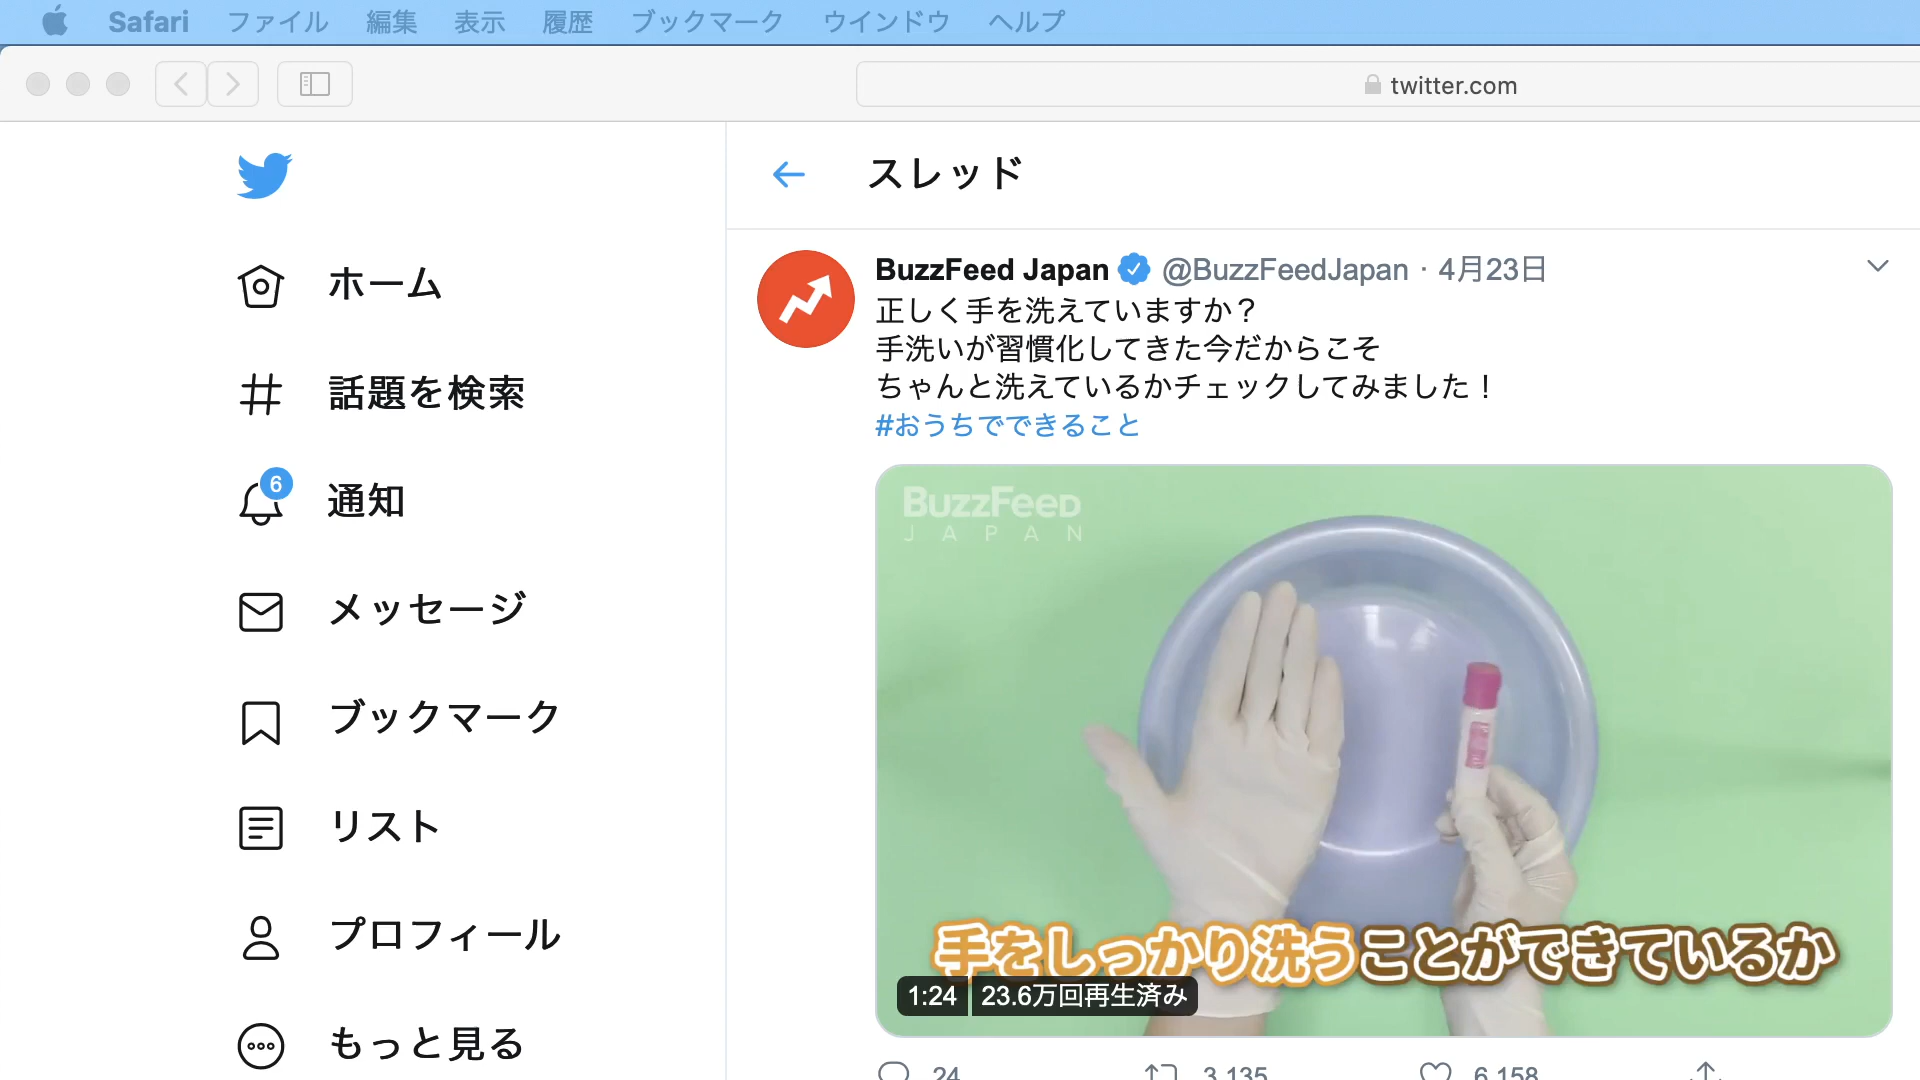 Safari ファイル 編集 表示 履歴 ブックマーク ウインドウ ヘルプ
twitter.com
ホーム
話題を検索
6
通知
メッセージ
ブックマーク
リスト
プロフィール
もっと見る
スレッド
BuzzFeed Japan @BuzzFeedJapan · 4月23日
正しく手を洗えていますか？
手洗いが習慣化してきた今だからこそ
ちゃんと洗えているかチェックしてみました！
#おうちでできること
BuzzFeed
JAPAN
手をしっかり洗うことができているか
1:24 23.6万回再生済み
24 3,135 6,158